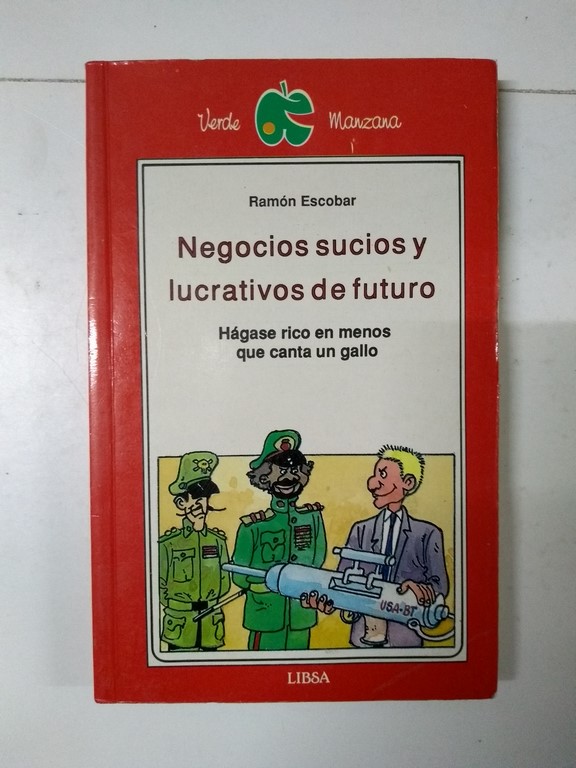 Verde Manzana
Ramón Escobar
Negocios sucios y
lucrativos de futuro
Hágase rico en menos
que canta un gallo
USA-BT
LIBSA